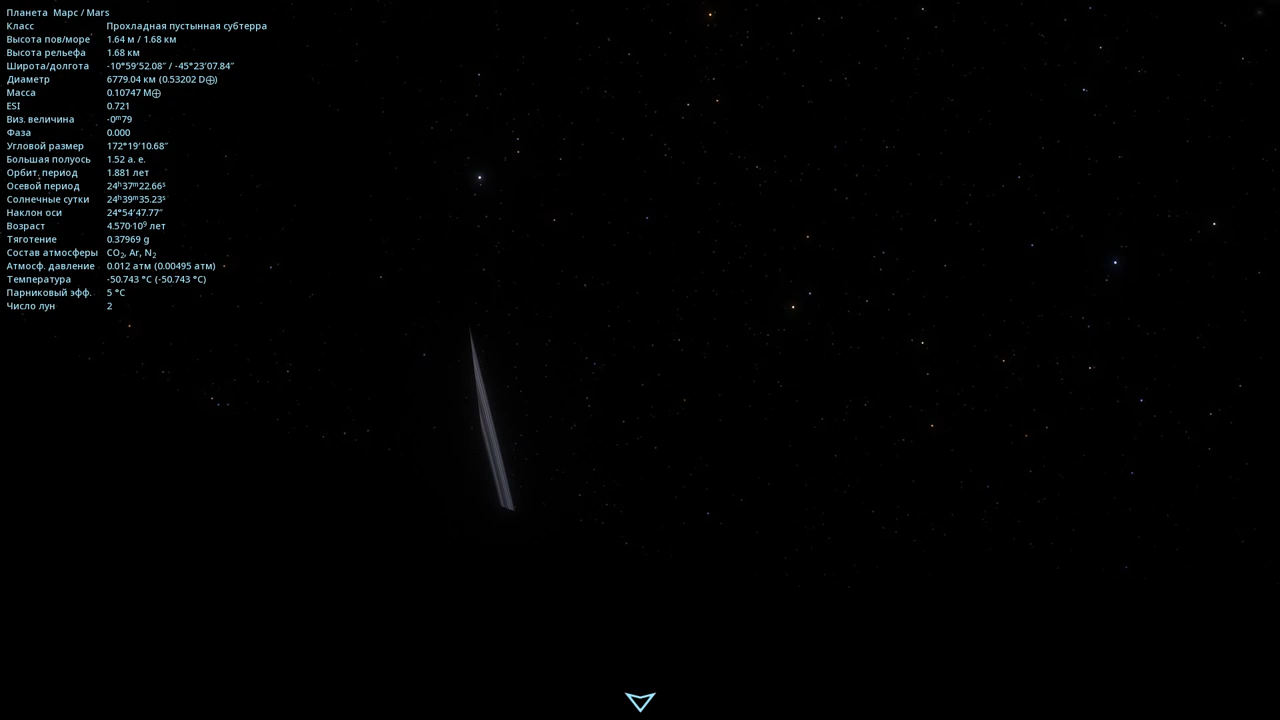 Планета Марс / Mars
Класс Прохладная пустынная субтерра
Высота пов/море 1.64 м / 1.68 км
Высота рельефа 1.68 км
Широта/долгота -10°59′52.08″ / -45°23′07.84″
Диаметр 6779.04 км (0.53202 D⨁)
Масса 0.10747 M⨁
ESI 0.721
Виз. величина -0ᵐ79
Фаза 0.000
Угловой размер 172°19′10.68″
Большая полуось 1.52 а. е.
Орбит. период 1.881 лет
Осевой период 24ʰ37ᵐ22.66ˢ
Солнечные сутки 24ʰ39ᵐ35.23ˢ
Наклон оси 24°54′47.77″
Возраст 4.570·10⁹ лет
Тяготение 0.37969 g
Состав атмосферы CO₂, Ar, N₂
Атмосф. давление 0.012 атм (0.00495 атм)
Температура -50.743 °C (-50.743 °C)
Парниковый эфф. 5 °C
Число лун 2